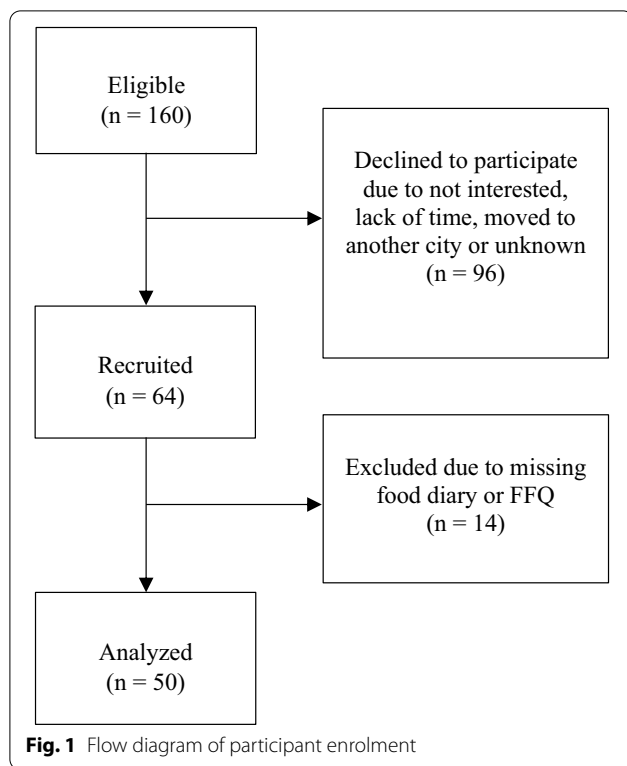 Eligible
(n = 160)
Declined to participate
due to not interested,
lack of time, moved to
another city or unknown
(n = 96)
Recruited
(n = 64)
Excluded due to missing
food diary or FFQ
(n = 14)
Analyzed
(n = 50)
Fig. 1 Flow diagram of participant enrolment